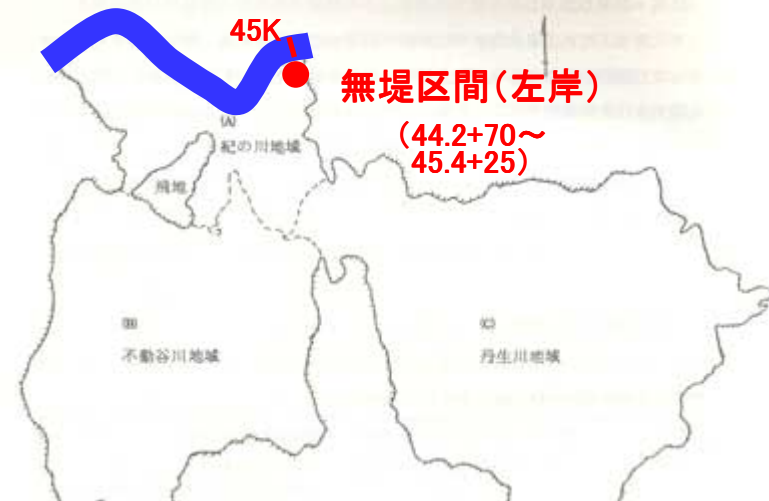 45K
無堤区間（左岸）
（44.2+70～
45.4+25）
(A)
紀の川地域
飛地
(B)
不動谷川地域
(C)
丹生川地域